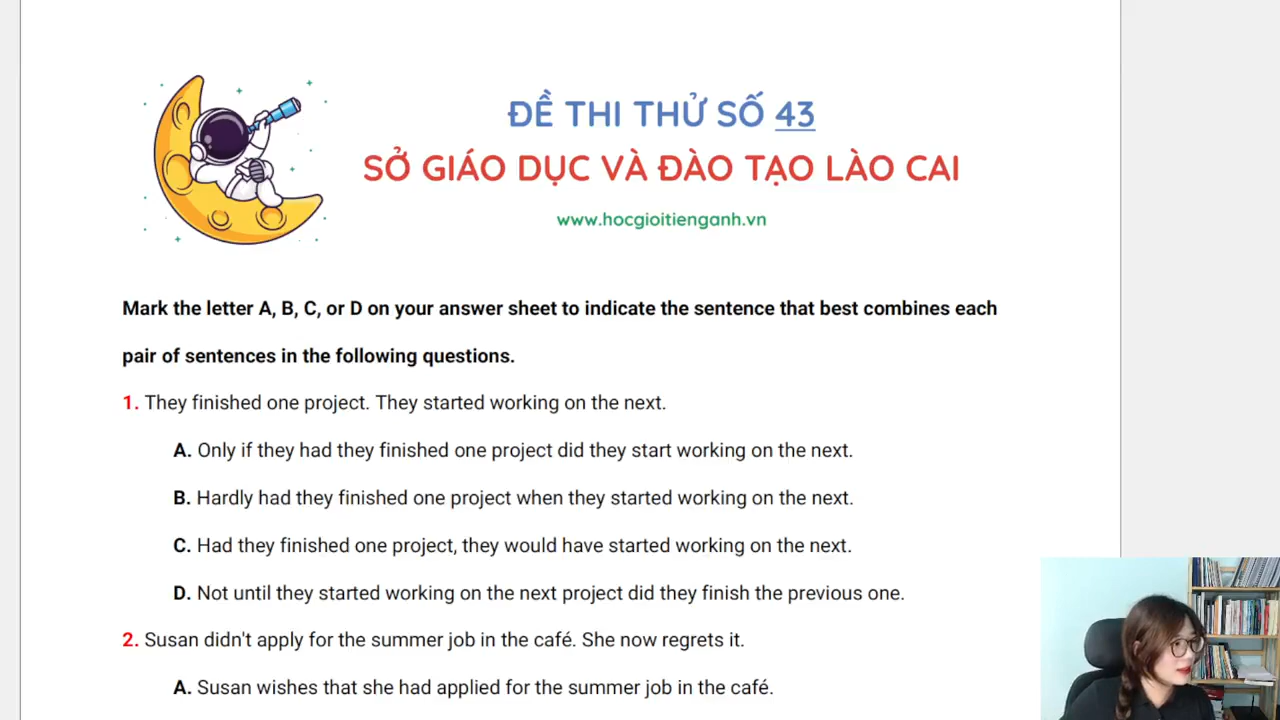 ĐỀ THI THỬ SỐ 43
SỞ GIÁO DỤC VÀ ĐÀO TẠO LÀO CAI
www.hocgioitienganh.vn
Mark the letter A, B, C, or D on your answer sheet to indicate the sentence that best combines each
pair of sentences in the following questions.
1. They finished one project. They started working on the next.
A. Only if they had they finished one project did they start working on the next.
B. Hardly had they finished one project when they started working on the next.
C. Had they finished one project, they would have started working on the next.
D. Not until they started working on the next project did they finish the previous one.
2. Susan didn't apply for the summer job in the café. She now regrets it.
A. Susan wishes that she had applied for the summer job in the café.